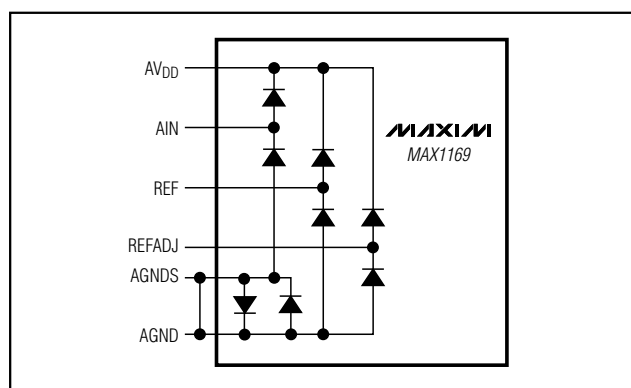 AVDD
AIN
MAXIM
MAX1169
REF
REFADJ
AGNDS
AGND